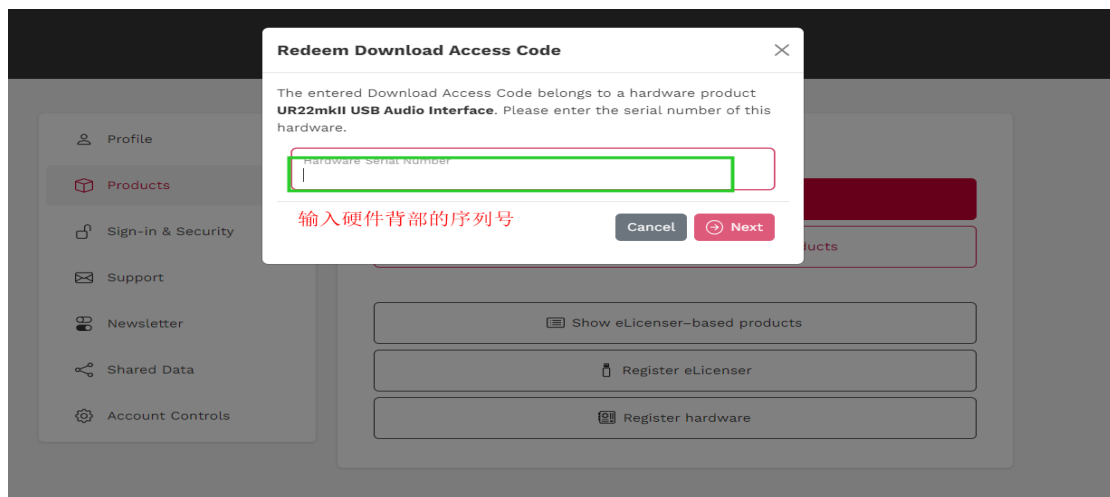 Redeem Download Access Code
The entered Download Access Code belongs to a hardware product
UR22mkII USB Audio Interface. Please enter the serial number of this
hardware.
Hardware Serial Number
输入硬件背部的序列号
Cancel
Next
Profile
Products
Sign-in & Security
Support
Newsletter
Shared Data
Account Controls
ucts
Show eLicenser-based products
Register eLicenser
Register hardware